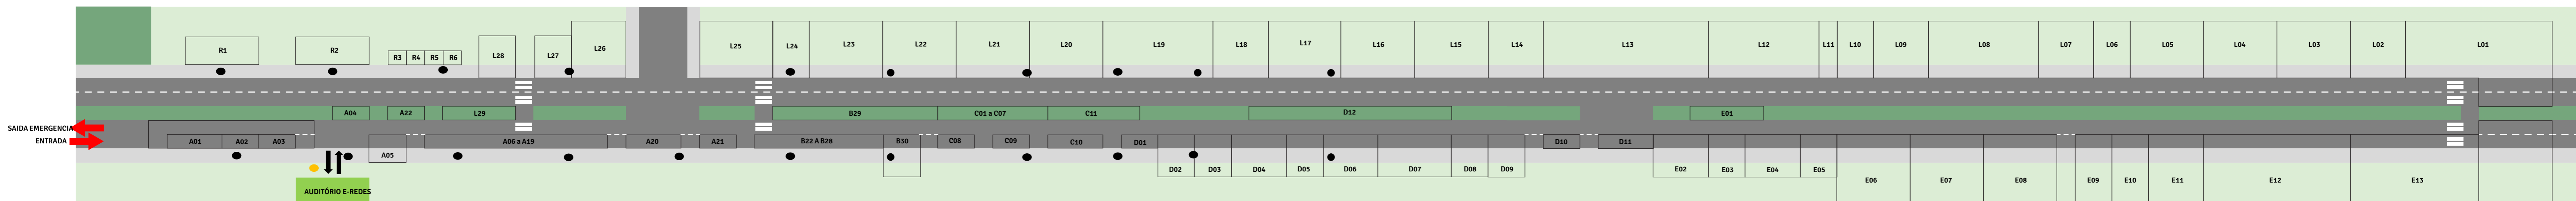 R1
R2
R3 R4 R5 R6
L28
L27
L26
L25
L24
L23
L22
L21
L20
L19
L18
L17
L16
L15
L14
L13
L12
L11
L10
L09
L08
L07
L06
L05
L04
L03
L02
L01
A04
A22
L29
B29
C01 a C07
C11
D12
E01
SAIDA EMERGENCIA
ENTRADA
A01
A02
A03
A05
A06 a A19
A20
A21
B22 A B28
B30
C08
C09
C10
D01
D10
D11
D02
D03
D04
D05
D06
D07
D08
D09
E02
E03
E04
E05
E06
E07
E08
E09
E10
E11
E12
E13
AUDITÓRIO E-REDES